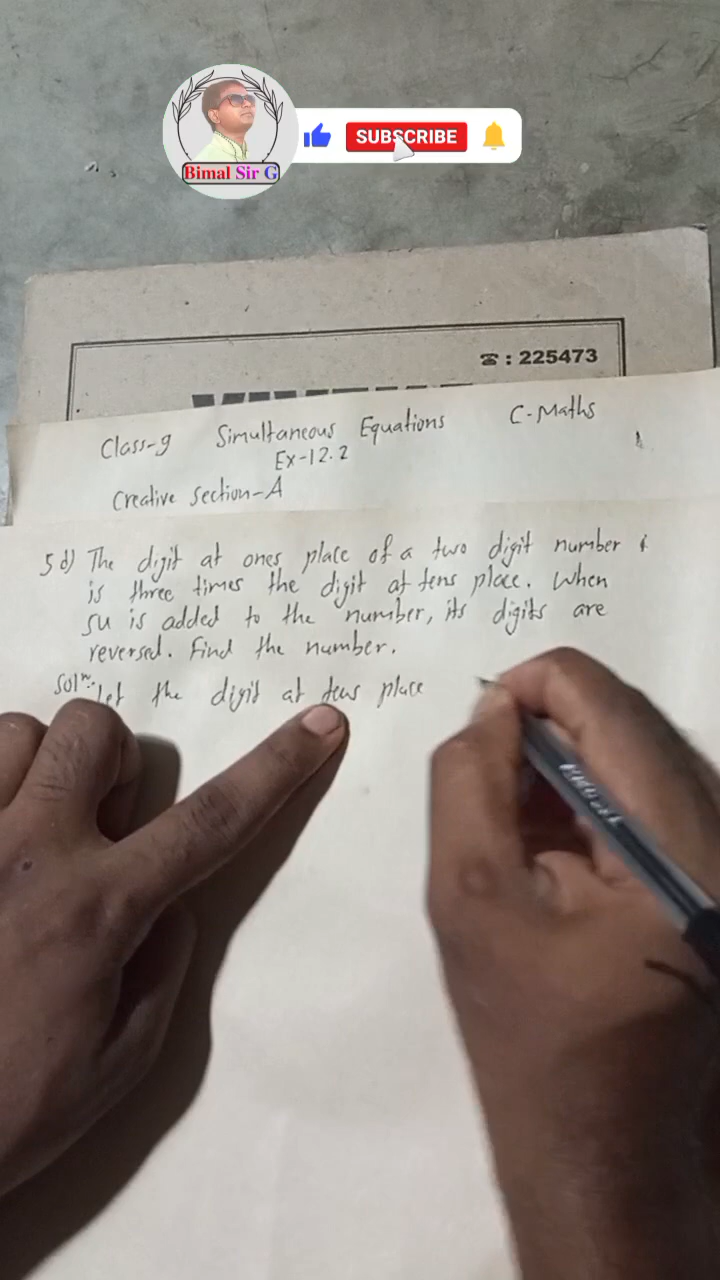 SUBSCRIBE
Bimal Sir G
☎ : 225473
Class-9 Simultaneous Equations C-Maths
Ex-12.2
Creative section-A
5 d) The digit at ones place of a two digit number
is three times the digit at tens place. When
54 is added to the number, its digits are
reversed. Find the number.
Solⁿ: Let the digit at tens place